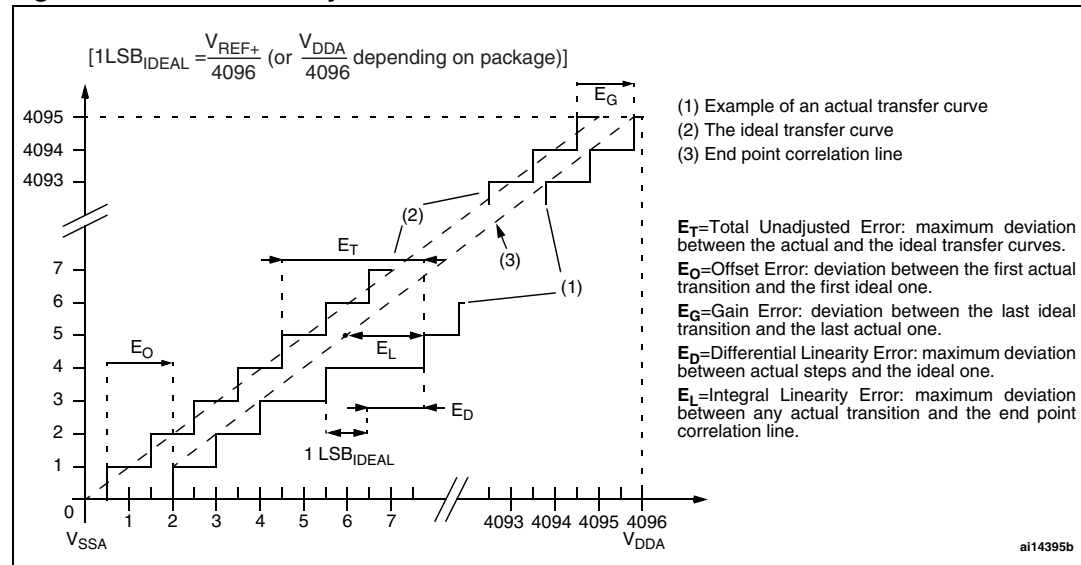 [1LSBIDEAL = VREF+ / 4096 (or VDDA / 4096 depending on package)]
EG
4095
4094
4093
(1) Example of an actual transfer curve
(2) The ideal transfer curve
(3) End point correlation line
(2)
ET
(3)
(1)
7
6
5
4
3
2
1
0
EO
EL
ED
1 LSBIDEAL
ET=Total Unadjusted Error: maximum deviation
between the actual and the ideal transfer curves.
EO=Offset Error: deviation between the first actual
transition and the first ideal one.
EG=Gain Error: deviation between the last ideal
transition and the last actual one.
ED=Differential Linearity Error: maximum deviation
between actual steps and the ideal one.
EL=Integral Linearity Error: maximum deviation
between any actual transition and the end point
correlation line.
1 2 3 4 5 6 7 4093 4094 4095 4096
VSSA
VDDA
ai14395b